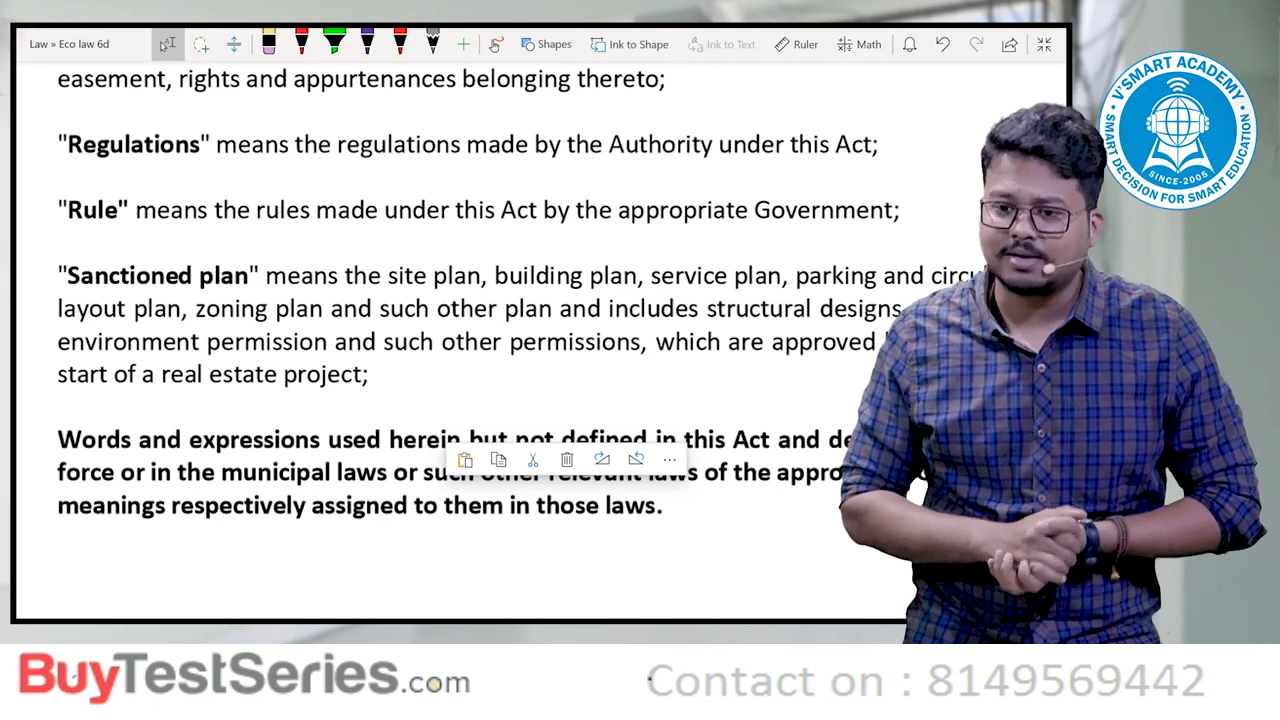 Law » Eco law 6d
Shapes
Ink to Shape
Ink to Text
Ruler
Math
easement, rights and appurtenances belonging thereto;
"Regulations" means the regulations made by the Authority under this Act;
"Rule" means the rules made under this Act by the appropriate Government;
"Sanctioned plan" means the site plan, building plan, service plan, parking and
layout plan, zoning plan and such other plan and includes structural designs
environment permission and such other permissions, which are approved
start of a real estate project;
Words and expressions used herein but not defined in this Act and
force or in the municipal laws or such other relevant laws of the
meanings respectively assigned to them in those laws.
V'SMART ACADEMY
SINCE-2005
SMART DECISION FOR SMART EDUCATION
BuyTestSeries.com
Contact on : 8149569442